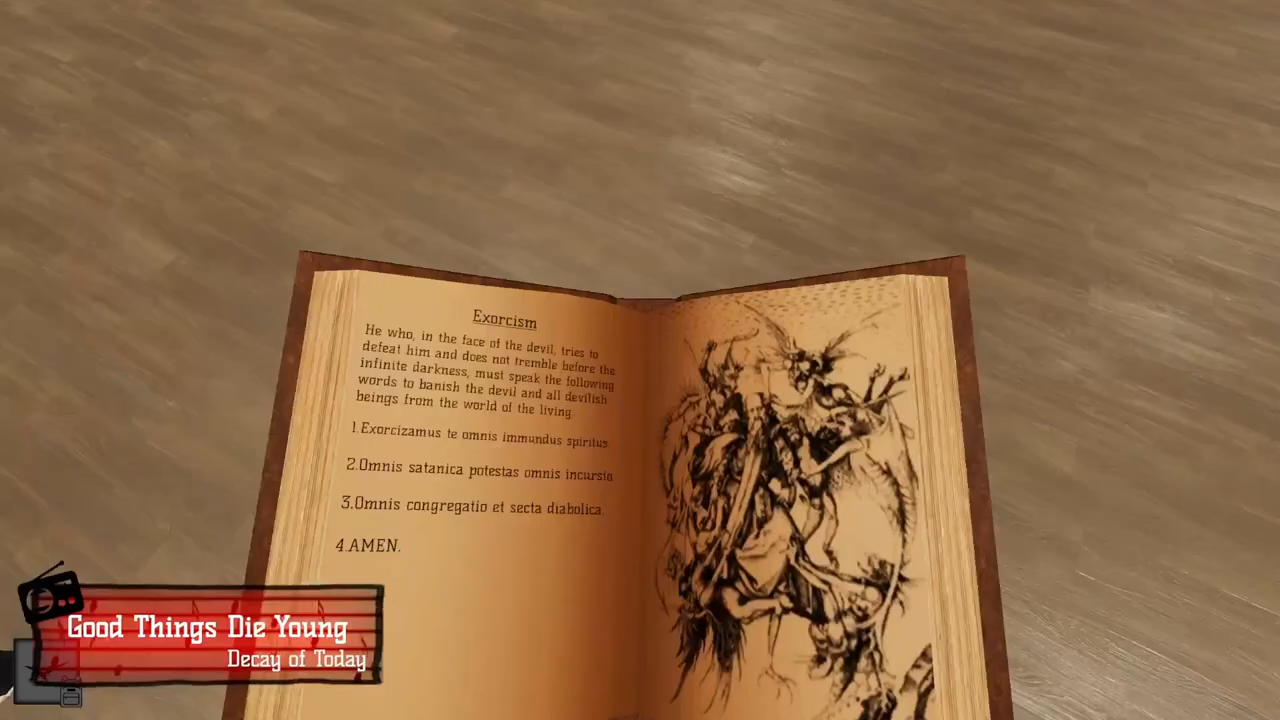 Exorcism
He who, in the face of the devil, tries to
defeat him and does not tremble before the
infinite darkness, must speak the following
words to banish the devil and all devilish
beings from the world of the living.
1.Exorcizamus te omnis immundus spiritus.
2.Omnis satanica potestas omnis incursio.
3.Omnis congregatio et secta diabolica.
4.AMEN.
Good Things Die Young
Decay of Today